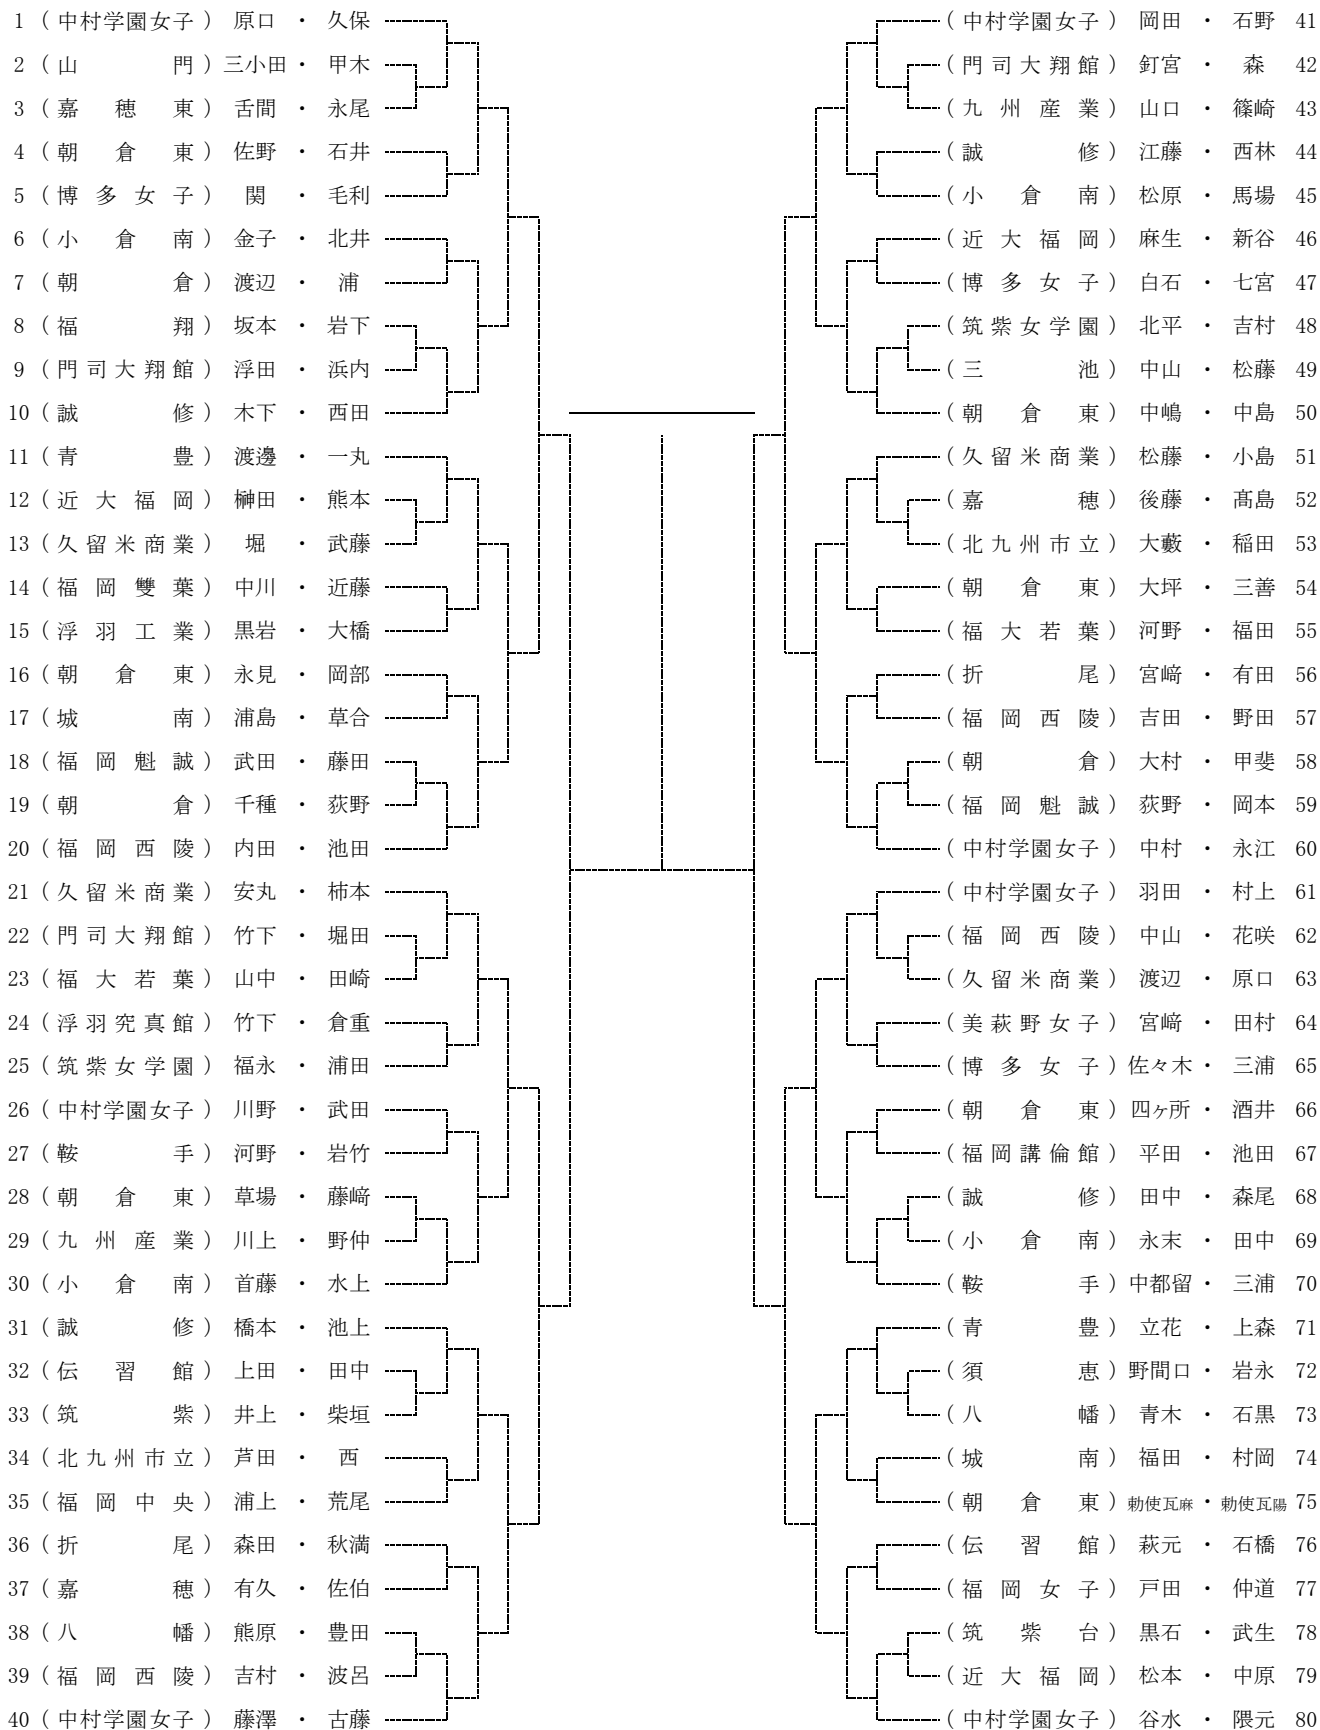 1 (中村学園女子) 原口 ・ 久保
2 (山門) 三小田 ・ 甲木
3 (嘉穂東) 舌間 ・ 永尾
4 (朝倉東) 佐野 ・ 石井
5 (博多女子) 関 ・ 毛利
6 (小倉南) 金子 ・ 北井
7 (朝倉) 渡辺 ・ 浦
8 (福翔) 坂本 ・ 岩下
9 (門司大翔館) 浮田 ・ 浜内
10 (誠修) 木下 ・ 西田
11 (青豊) 渡邊 ・ 一丸
12 (近大福岡) 榊田 ・ 熊本
13 (久留米商業) 堀 ・ 武藤
14 (福岡雙葉) 中川 ・ 近藤
15 (浮羽工業) 黒岩 ・ 大橋
16 (朝倉東) 永見 ・ 岡部
17 (城南) 浦島 ・ 草合
18 (福岡魁誠) 武田 ・ 藤田
19 (朝倉) 千種 ・ 荻野
20 (福岡西陵) 内田 ・ 池田
21 (久留米商業) 安丸 ・ 柿本
22 (門司大翔館) 竹下 ・ 堀田
23 (福大若葉) 山中 ・ 田崎
24 (浮羽究真館) 竹下 ・ 倉重
25 (筑紫女学園) 福永 ・ 浦田
26 (中村学園女子) 川野 ・ 武田
27 (鞍手) 河野 ・ 岩竹
28 (朝倉東) 草場 ・ 藤﨑
29 (九州産業) 川上 ・ 野仲
30 (小倉南) 首藤 ・ 水上
31 (誠修) 橋本 ・ 池上
32 (伝習館) 上田 ・ 田中
33 (筑紫) 井上 ・ 柴垣
34 (北九州市立) 芦田 ・ 西
35 (福岡中央) 浦上 ・ 荒尾
36 (折尾) 森田 ・ 秋満
37 (嘉穂) 有久 ・ 佐伯
38 (八幡) 熊原 ・ 豊田
39 (福岡西陵) 吉村 ・ 波呂
40 (中村学園女子) 藤澤 ・ 古藤
(中村学園女子) 岡田 ・ 石野 41
(門司大翔館) 釘宮 ・ 森 42
(九州産業) 山口 ・ 篠崎 43
(誠修) 江藤 ・ 西林 44
(小倉南) 松原 ・ 馬場 45
(近大福岡) 麻生 ・ 新谷 46
(博多女子) 白石 ・ 七宮 47
(筑紫女学園) 北平 ・ 吉村 48
(三池) 中山 ・ 松藤 49
(朝倉東) 中嶋 ・ 中島 50
(久留米商業) 松藤 ・ 小島 51
(嘉穂) 後藤 ・ 髙島 52
(北九州市立) 大藪 ・ 稲田 53
(朝倉東) 大坪 ・ 三善 54
(福大若葉) 河野 ・ 福田 55
(折尾) 宮﨑 ・ 有田 56
(福岡西陵) 吉田 ・ 野田 57
(朝倉) 大村 ・ 甲斐 58
(福岡魁誠) 荻野 ・ 岡本 59
(中村学園女子) 中村 ・ 永江 60
(中村学園女子) 羽田 ・ 村上 61
(福岡西陵) 中山 ・ 花咲 62
(久留米商業) 渡辺 ・ 原口 63
(美萩野女子) 宮﨑 ・ 田村 64
(博多女子) 佐々木 ・ 三浦 65
(朝倉東) 四ヶ所 ・ 酒井 66
(福岡講倫館) 平田 ・ 池田 67
(誠修) 田中 ・ 森尾 68
(小倉南) 永末 ・ 田中 69
(鞍手) 中都留 ・ 三浦 70
(青豊) 立花 ・ 上森 71
(須恵) 野間口 ・ 岩永 72
(八幡) 青木 ・ 石黒 73
(城南) 福田 ・ 村岡 74
(朝倉東) 勅使瓦麻 ・ 勅使瓦陽 75
(伝習館) 萩元 ・ 石橋 76
(福岡女子) 戸田 ・ 仲道 77
(筑紫台) 黒石 ・ 武生 78
(近大福岡) 松本 ・ 中原 79
(中村学園女子) 谷水 ・ 隈元 80